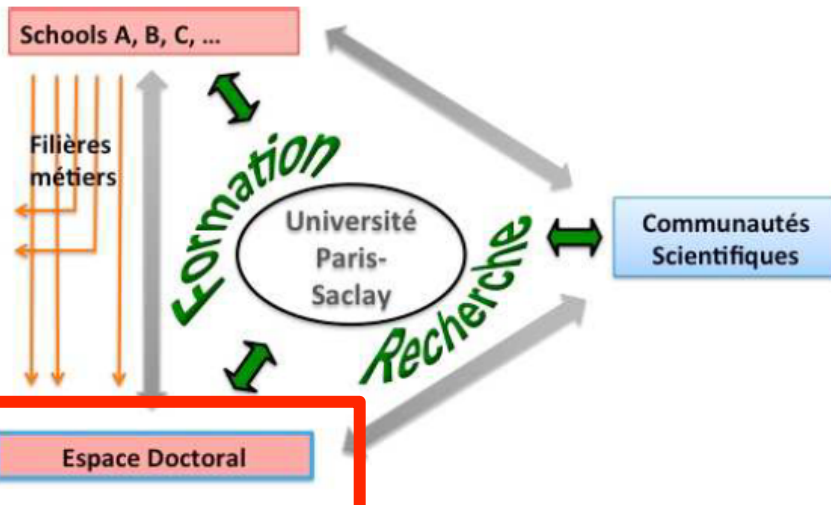 Schools A, B, C, ...
Filières
métiers
Formation
Université
Paris-
Saclay
Recherche
Communautés
Scientifiques
Espace Doctoral